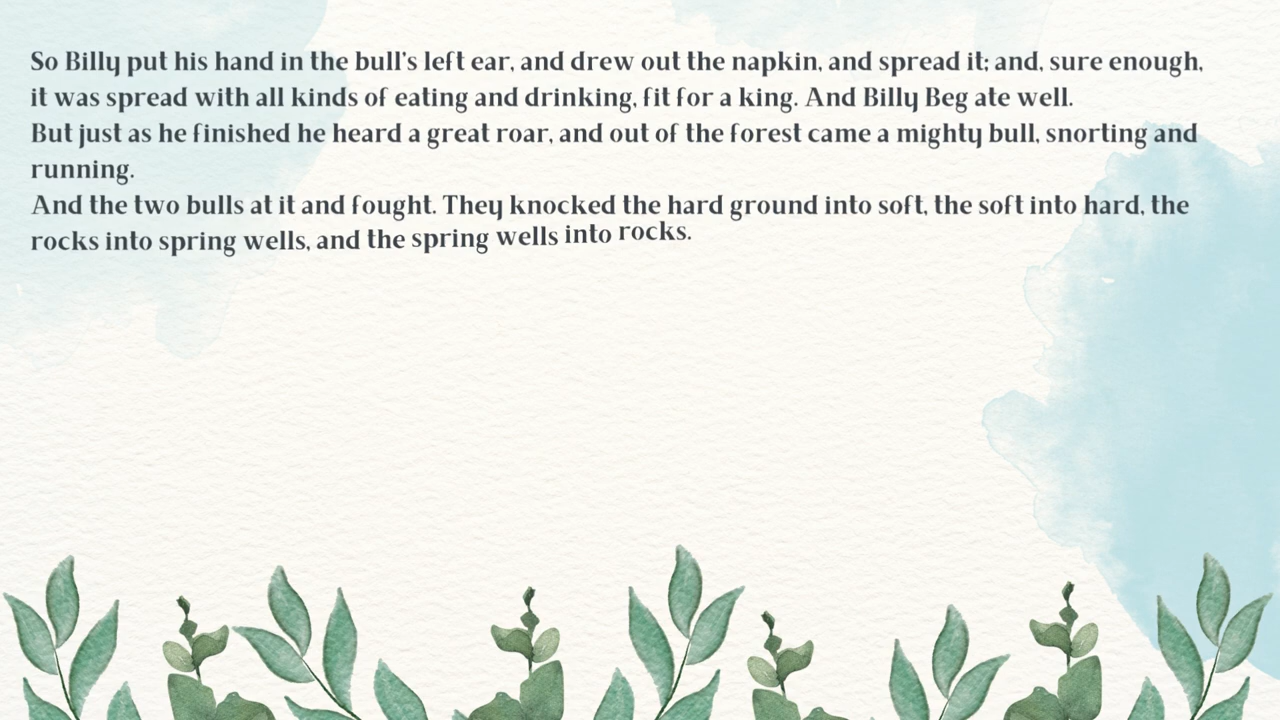 So Billy put his hand in the bull's left ear, and drew out the napkin, and spread it; and, sure enough,
it was spread with all kinds of eating and drinking, fit for a king. And Billy Beg ate well.
But just as he finished he heard a great roar, and out of the forest came a mighty bull, snorting and
running.
And the two bulls at it and fought. They knocked the hard ground into soft, the soft into hard, the
rocks into spring wells, and the spring wells into rocks.